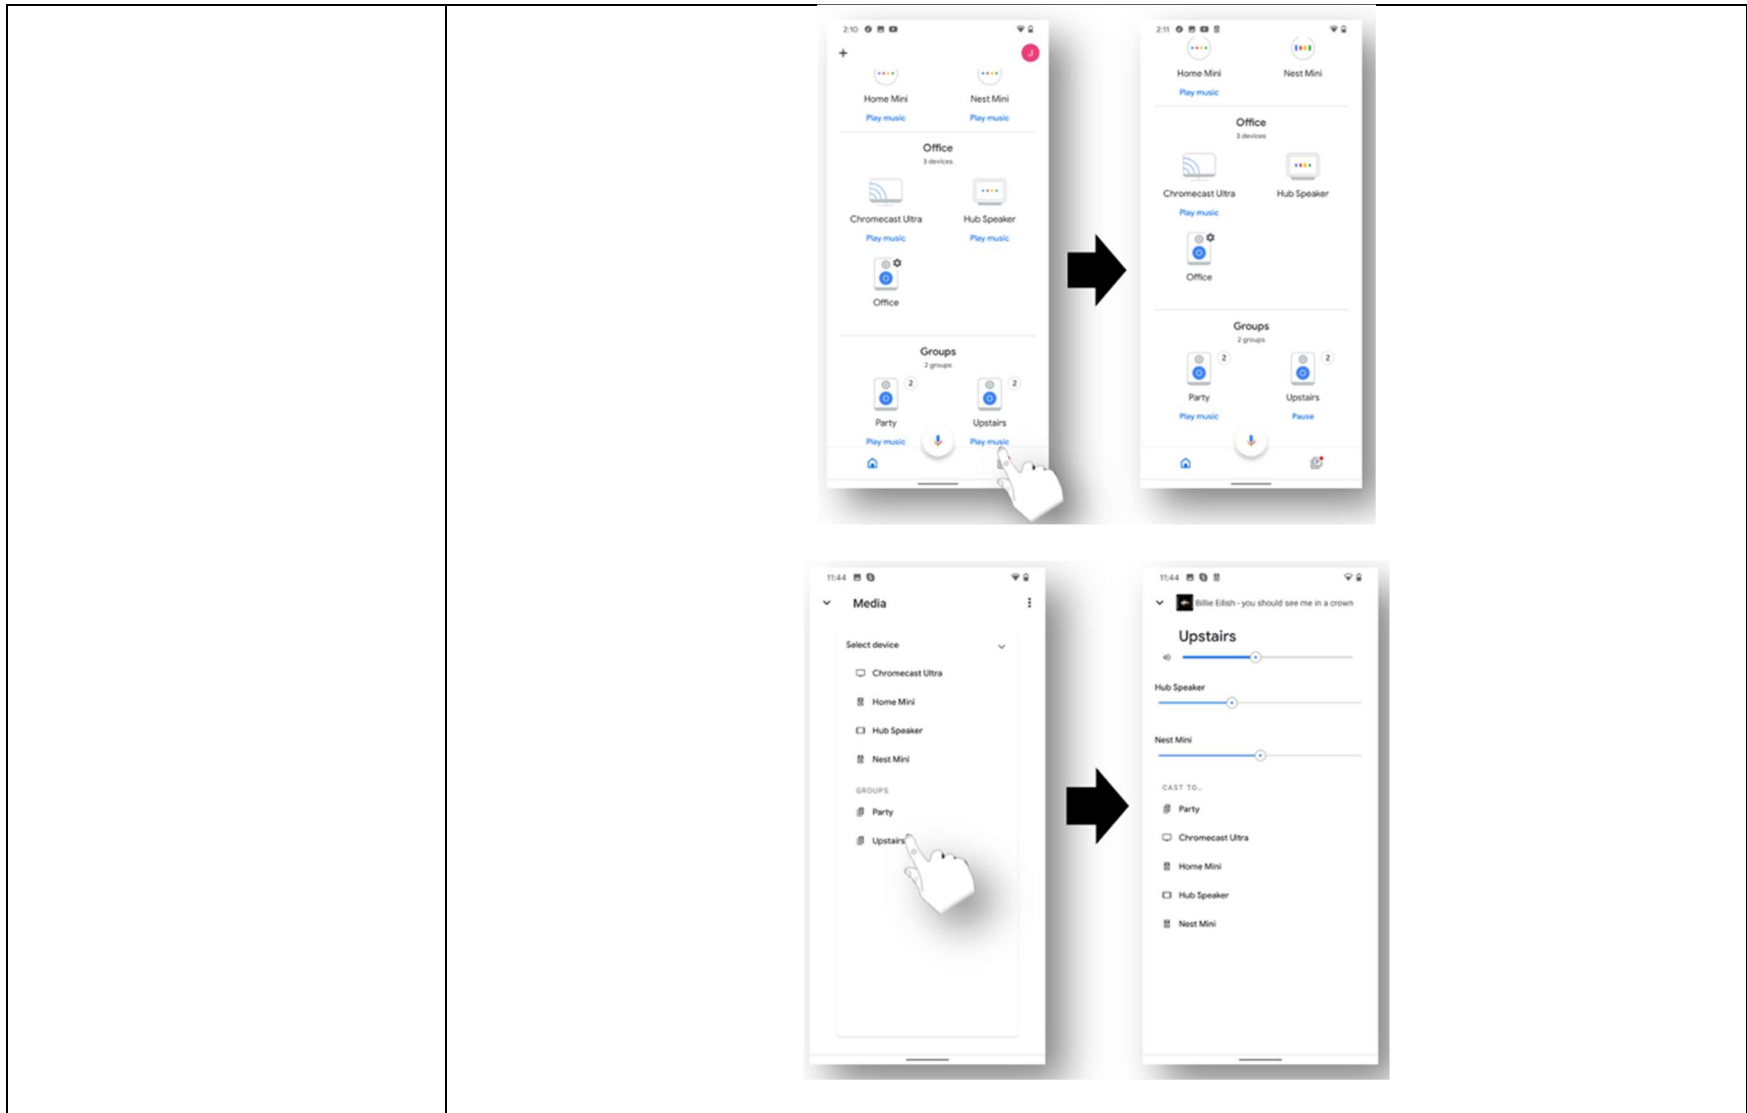 2:10
J
Home Mini
Nest Mini
Play music
Play music
Office
3 devices
Chromecast Ultra
Hub Speaker
Play music
Play music
Office
Groups
2 groups
2
2
Party
Upstairs
Play music
Play music
2:11
Home Mini
Nest Mini
Play music
Office
3 devices
Chromecast Ultra
Hub Speaker
Play music
Office
Groups
2 groups
2
2
Party
Upstairs
Play music
Pause
11:44
Media
Select device
Chromecast Ultra
Home Mini
Hub Speaker
Nest Mini
GROUPS
Party
Upstairs
11:44
Billie Eilish - you should see me in a crown
Upstairs
Hub Speaker
Nest Mini
CAST TO...
Party
Chromecast Ultra
Home Mini
Hub Speaker
Nest Mini